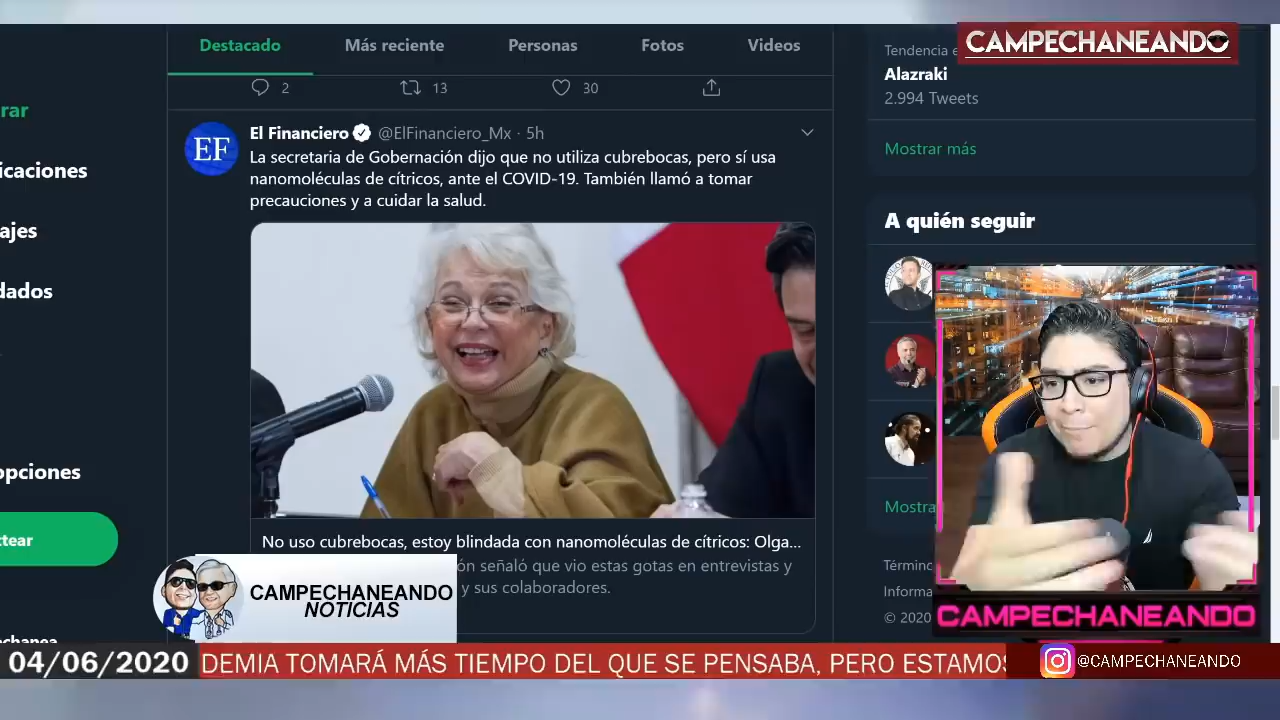 Destacado
Más reciente
Personas
Fotos
Videos
CAMPECHANEANDO
Tendencia e
Alazraki
2.994 Tweets
Mostrar más
2
13
30
rar
icaciones
ajes
dados
opciones
tear
echanea
El Financiero @ElFinanciero_Mx · 5h
La secretaria de Gobernación dijo que no utiliza cubrebocas, pero sí usa
nanomoléculas de cítricos, ante el COVID-19. También llamó a tomar
precauciones y a cuidar la salud.
EF
No uso cubrebocas, estoy blindada con nanomoléculas de cítricos: Olga...
ón señaló que vio estas gotas en entrevistas y
y sus colaboradores.
A quién seguir
Mostra
Término
Informa
© 2020
CAMPECHANEANDO
CAMPECHANEANDO
NOTICIAS
04/06/2020
DEMIA TOMARÁ MÁS TIEMPO DEL QUE SE PENSABA, PERO ESTAMOS
@CAMPECHANEANDO